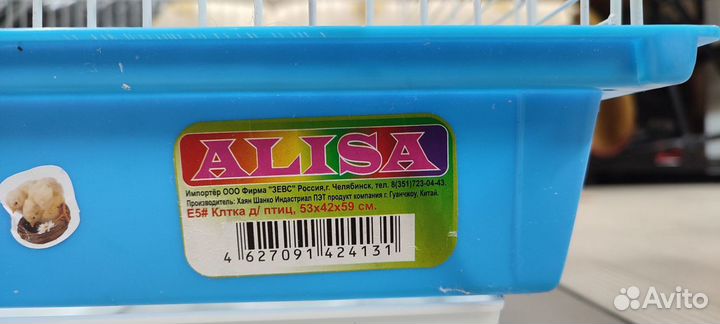 ALISA
Импортёр ООО Фирма "ЗЕВС" Россия,г. Челябинск, тел. 8(351)723-04-43.
Производитель: Хаян Шанко Индастриал ПЭТ продукт компания г. Гуанчжоу, Китай.
E5# Клтка д/ птиц, 53х42х59 см.
4 627091 424131
Avito